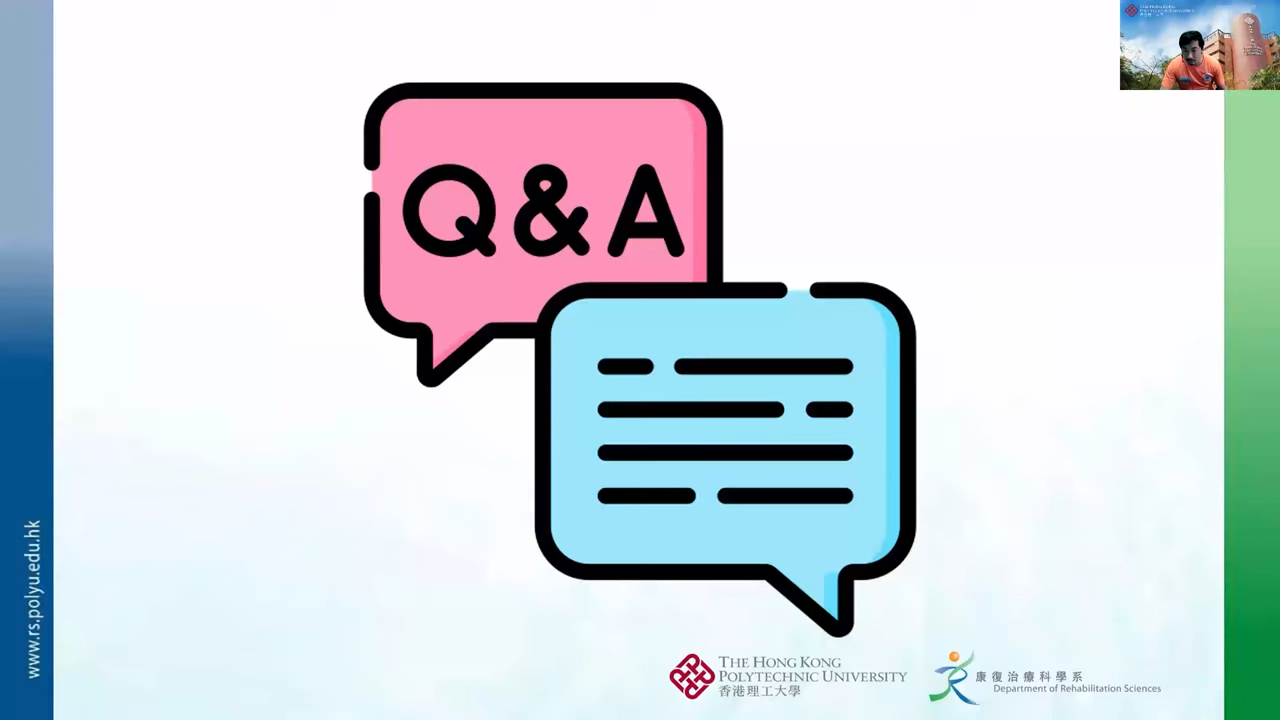 Q&A
www.rs.polyu.edu.hk
THE HONG KONG
POLYTECHNIC UNIVERSITY
香港理工大學
康復治療科學系
Department of Rehabilitation Sciences